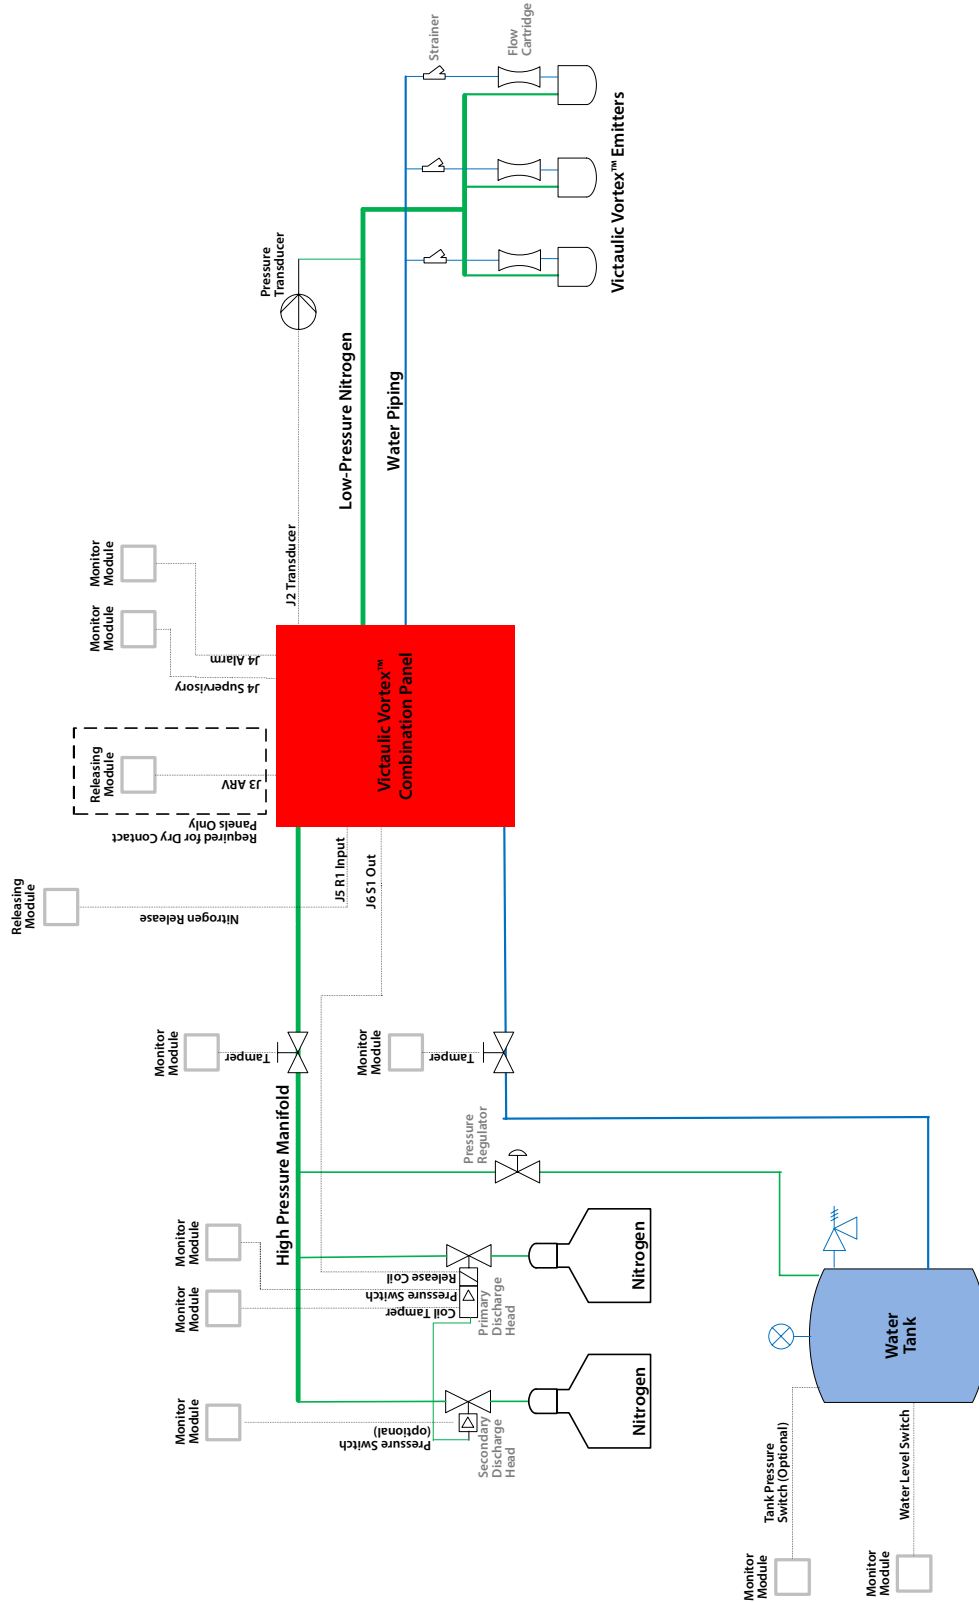 Strainer
Flow
Cartridge
Victaulic Vortex™ Emitters
Pressure
Transducer
Low-Pressure Nitrogen
Water Piping
J2 Transducer
Monitor
Module
J4 Alarm
Monitor
Module
J4 Supervisory
Releasing
Module
J3 ARV
Required for Dry Contact
Panels Only
Victaulic Vortex™
Combination Panel
J5 R1 Input
J6 S1 Out
Releasing
Module
Nitrogen Release
Monitor
Module
Tamper
Monitor
Module
Tamper
High Pressure Manifold
Pressure
Regulator
Monitor
Module
Monitor
Module
Release Coil
Pressure Switch
Coil Tamper
Primary
Discharge
Head
Nitrogen
Monitor
Module
Pressure Switch
(optional)
Secondary
Discharge
Head
Nitrogen
Water
Tank
Tank Pressure
Switch (Optional)
Water Level Switch
Monitor
Module
Monitor
Module